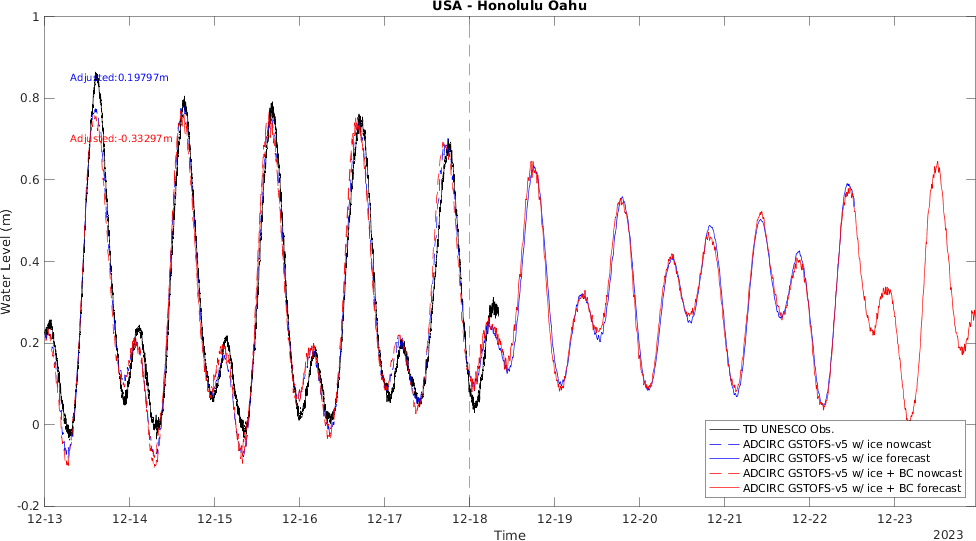 USA - Honolulu Oahu
1
0.8
0.6
0.4
0.2
0
-0.2
Water Level (m)
Adjusted:0.19797m
Adjusted:-0.33297m
TD UNESCO Obs.
ADCIRC GSTOFS-v5 w/ ice nowcast
ADCIRC GSTOFS-v5 w/ ice forecast
ADCIRC GSTOFS-v5 w/ ice + BC nowcast
ADCIRC GSTOFS-v5 w/ ice + BC forecast
12-13 12-14 12-15 12-16 12-17 12-18 12-19 12-20 12-21 12-22 12-23
Time
2023